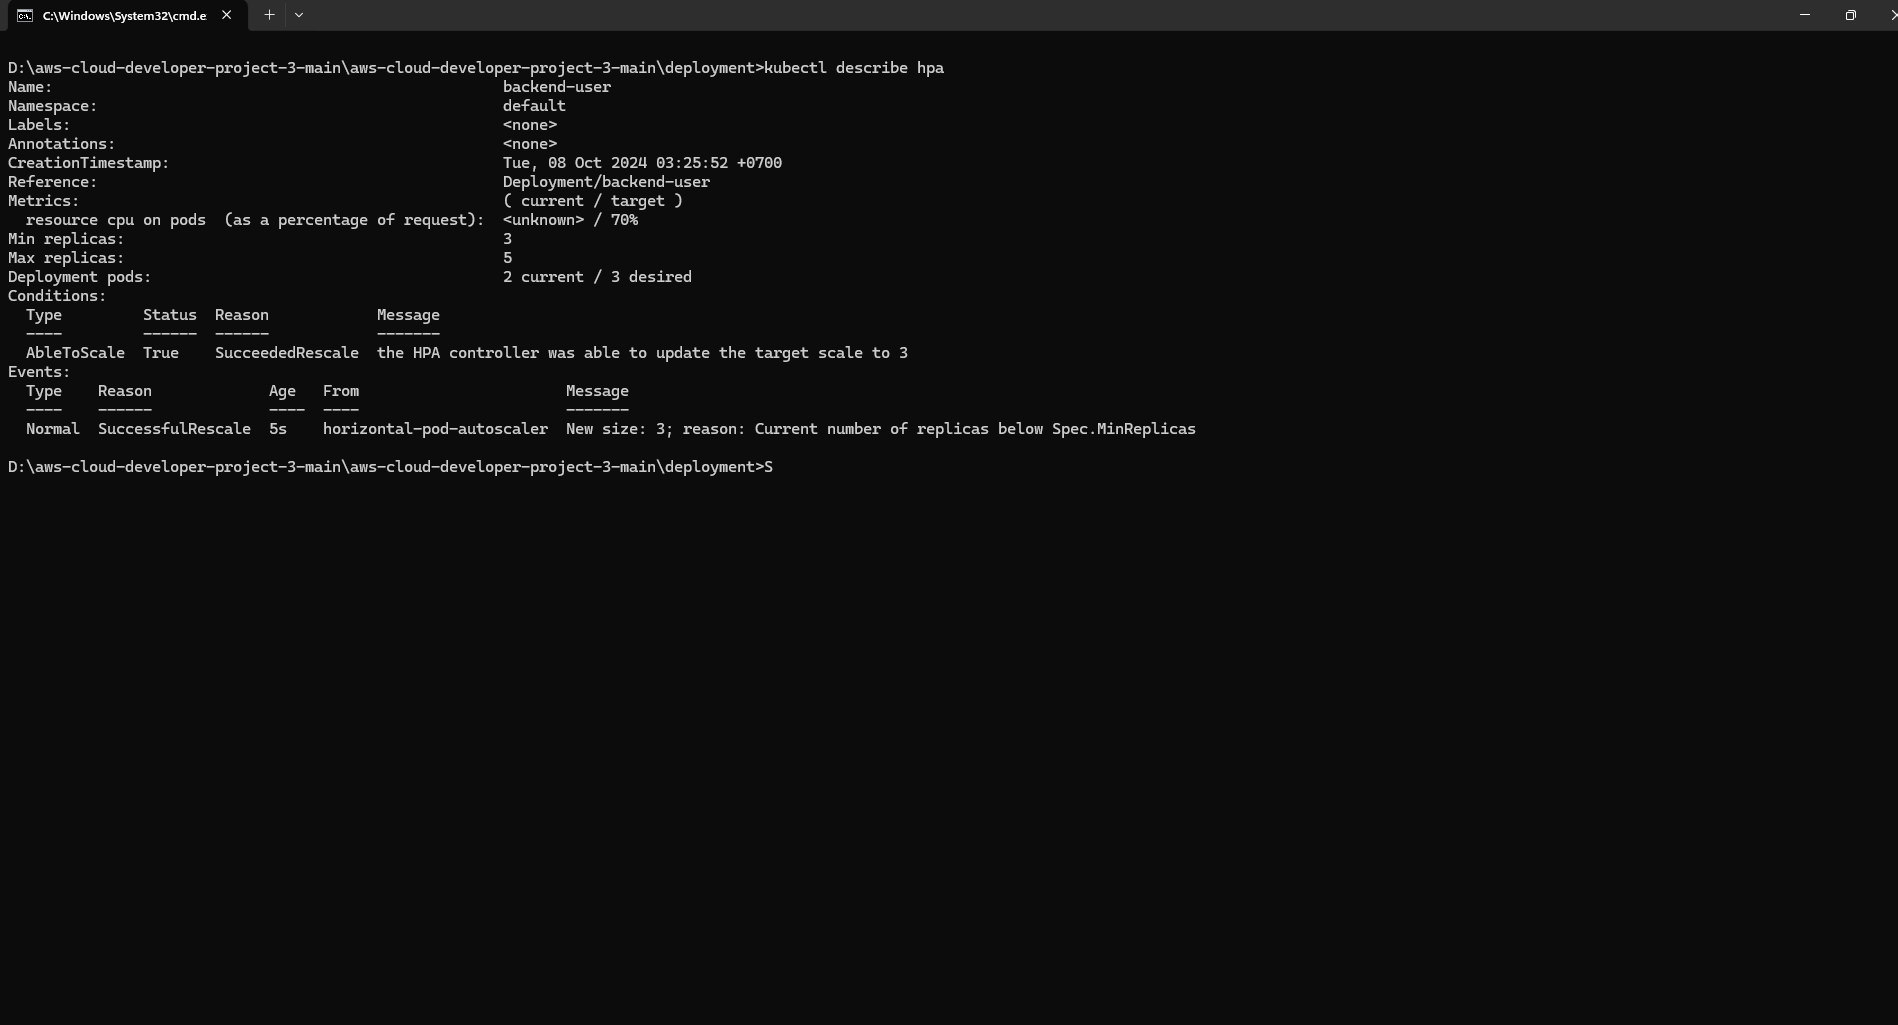 C:\Windows\System32\cmd.e
D:\aws-cloud-developer-project-3-main\aws-cloud-developer-project-3-main\deployment>kubectl describe hpa
Name:                                                  backend-user
Namespace:                                             default
Labels:                                                <none>
Annotations:                                           <none>
CreationTimestamp:                                     Tue, 08 Oct 2024 03:25:52 +0700
Reference:                                             Deployment/backend-user
Metrics:                                               ( current / target )
  resource cpu on pods  (as a percentage of request):  <unknown> / 70%
Min replicas:                                          3
Max replicas:                                          5
Deployment pods:                                       2 current / 3 desired
Conditions:
  Type         Status  Reason            Message
  ----         ------  ------            -------
  AbleToScale  True    SucceededRescale  the HPA controller was able to update the target scale to 3
Events:
  Type    Reason             Age   From                       Message
  ----    ------             ----  ----                       -------
  Normal  SuccessfulRescale  5s    horizontal-pod-autoscaler  New size: 3; reason: Current number of replicas below Spec.MinReplicas
D:\aws-cloud-developer-project-3-main\aws-cloud-developer-project-3-main\deployment>S